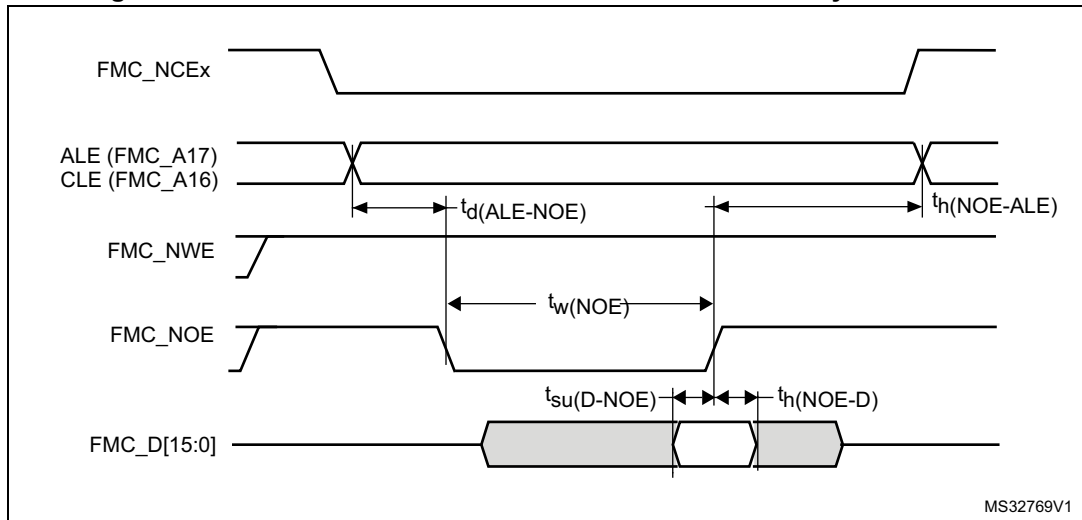 FMC_NCEx
ALE (FMC_A17)
CLE (FMC_A16)
td(ALE-NOE)
th(NOE-ALE)
FMC_NWE
tw(NOE)
FMC_NOE
tsu(D-NOE)
th(NOE-D)
FMC_D[15:0]
MS32769V1